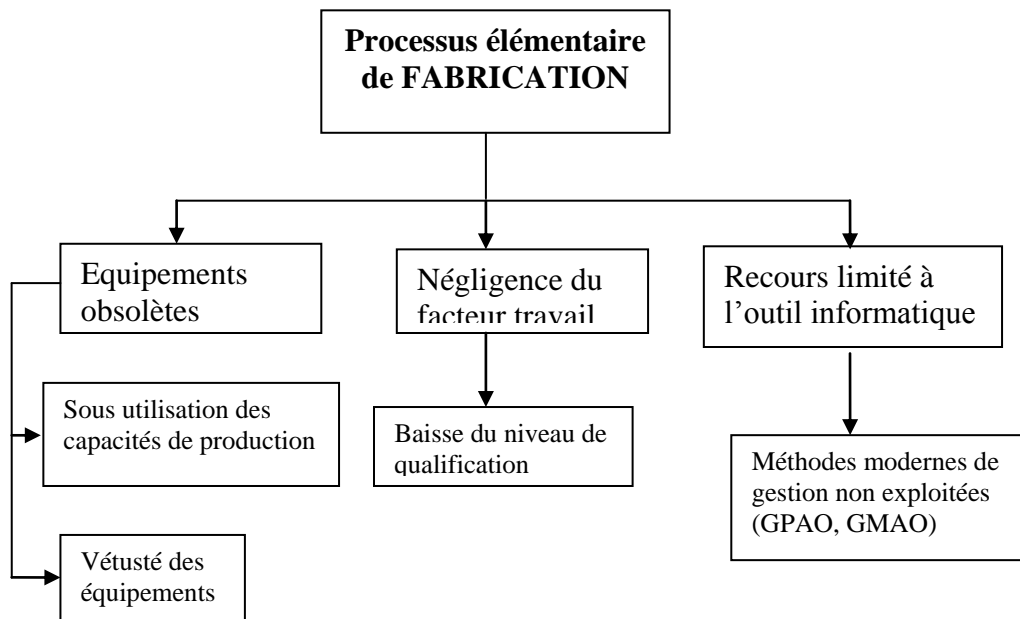 Processus élémentaire
de FABRICATION
Equipements
obsolètes
Négligence du
facteur travail
Recours limité à
l’outil informatique
Sous utilisation des
capacités de production
Baisse du niveau de
qualification
Méthodes modernes de
gestion non exploitées
(GPAO, GMAO)
Vétusté des
équipements